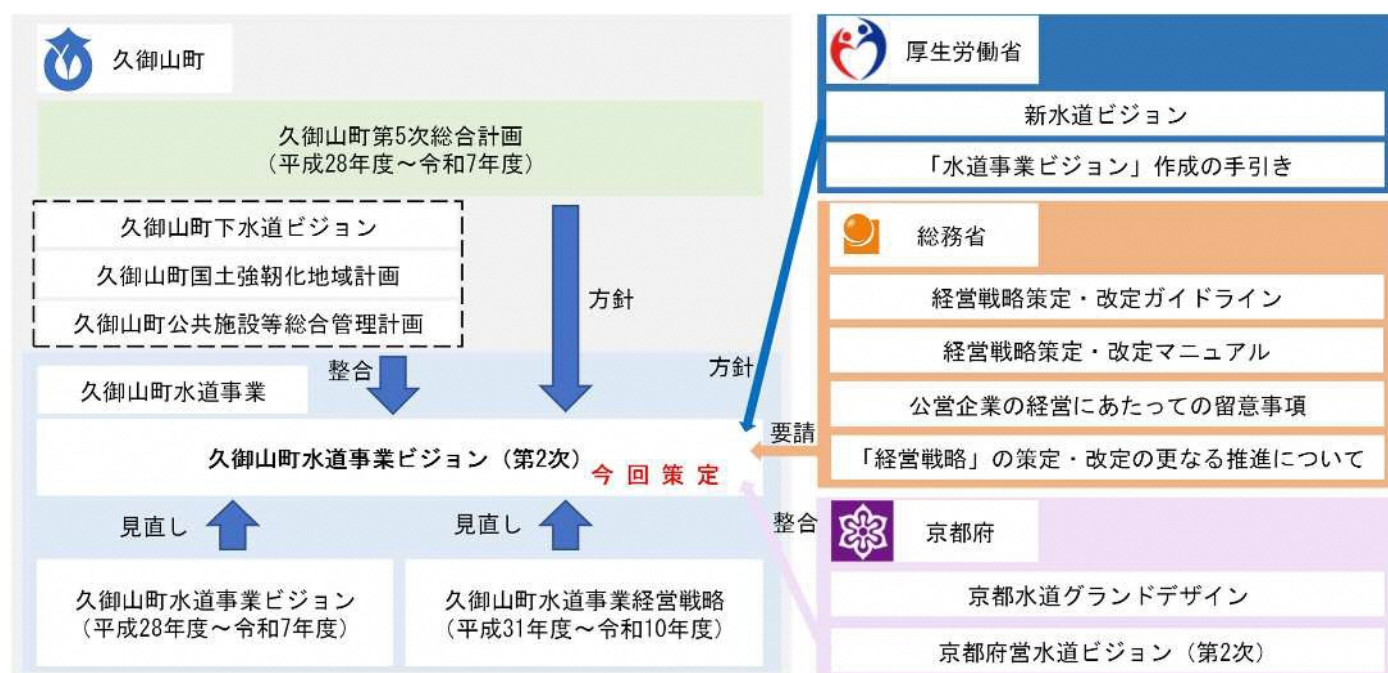 久御山町
久御山町第5次総合計画
（平成28年度～令和7年度）
久御山町下水道ビジョン
久御山町国土強靭化地域計画
久御山町公共施設等総合管理計画
方針
整合
久御山町水道事業
久御山町水道事業ビジョン（第2次）
今回策定
見直し
見直し
久御山町水道事業ビジョン
（平成28年度～令和7年度）
久御山町水道事業経営戦略
（平成31年度～令和10年度）
方針
要請
整合
厚生労働省
新水道ビジョン
「水道事業ビジョン」作成の手引き
総務省
経営戦略策定・改定ガイドライン
経営戦略策定・改定マニュアル
公営企業の経営にあたっての留意事項
「経営戦略」の策定・改定の更なる推進について
京都府
京都水道グランドデザイン
京都府営水道ビジョン（第2次）